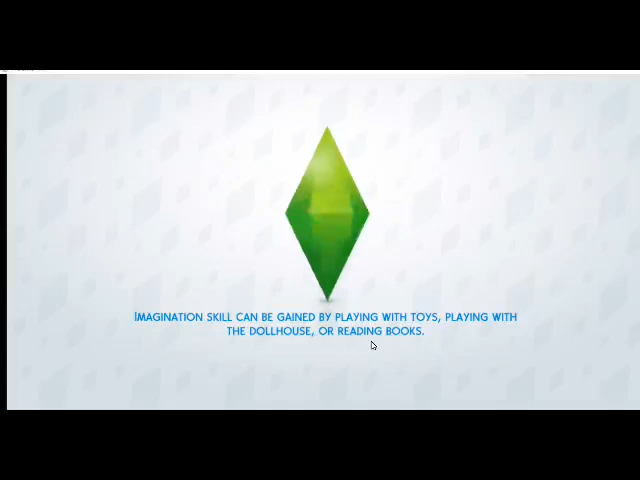 IMAGINATION SKILL CAN BE GAINED BY PLAYING WITH TOYS, PLAYING WITH
THE DOLLHOUSE, OR READING BOOKS.